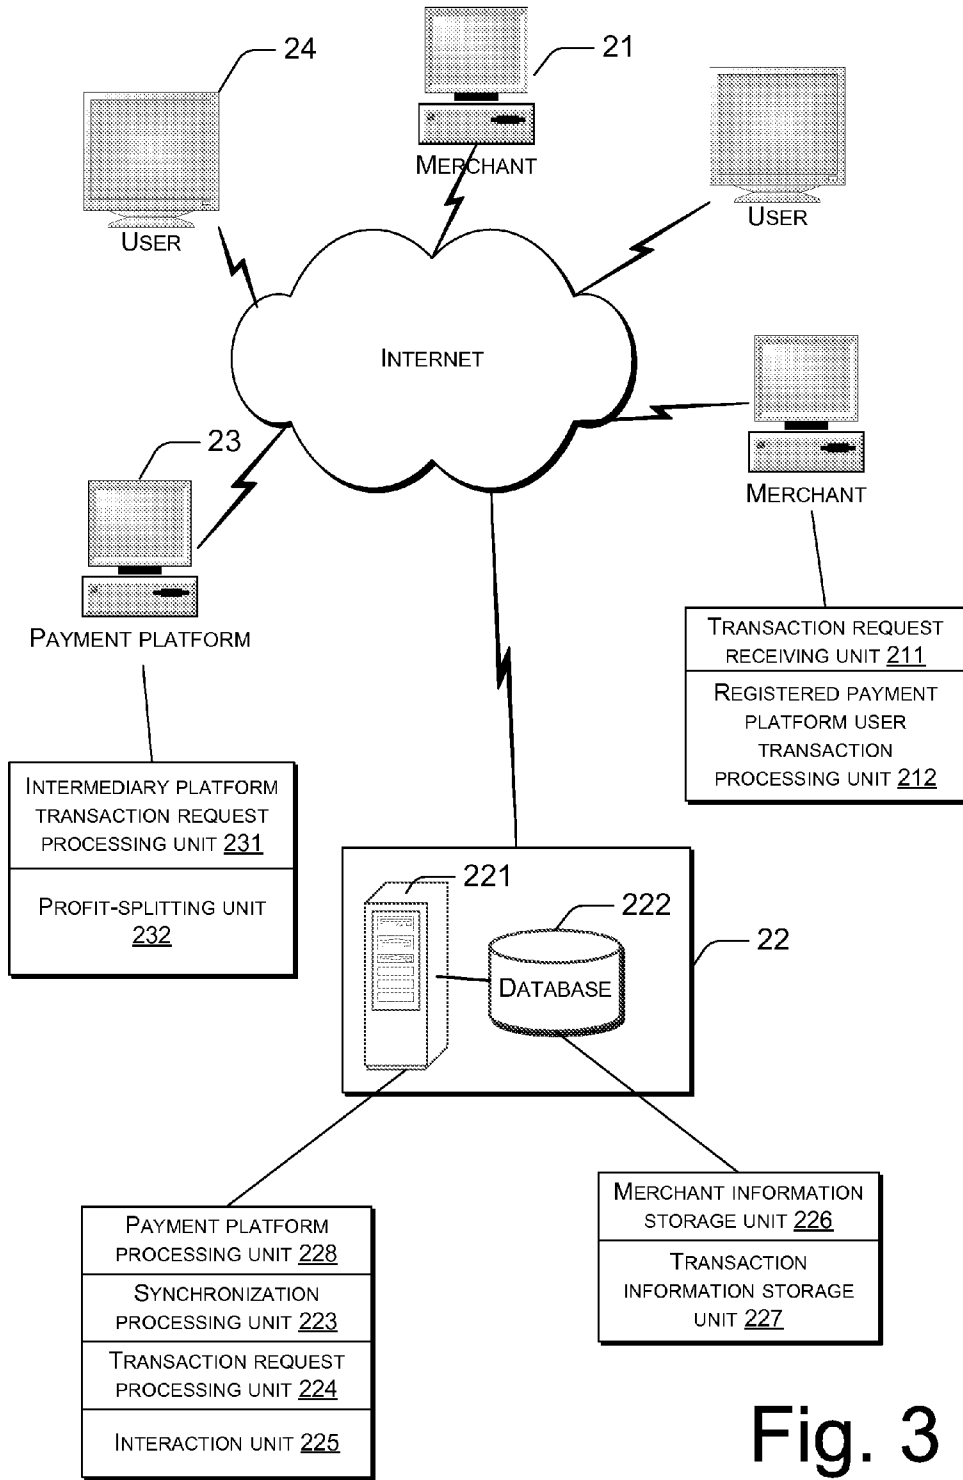 24
21
MERCHANT
USER
USER
INTERNET
23
MERCHANT
PAYMENT PLATFORM
TRANSACTION REQUEST
RECEIVING UNIT 211
REGISTERED PAYMENT
PLATFORM USER
TRANSACTION
PROCESSING UNIT 212
INTERMEDIARY PLATFORM
TRANSACTION REQUEST
PROCESSING UNIT 231
PROFIT-SPLITTING UNIT
232
221
222
22
DATABASE
MERCHANT INFORMATION
STORAGE UNIT 226
TRANSACTION
INFORMATION STORAGE
UNIT 227
PAYMENT PLATFORM
PROCESSING UNIT 228
SYNCHRONIZATION
PROCESSING UNIT 223
TRANSACTION REQUEST
PROCESSING UNIT 224
INTERACTION UNIT 225
Fig. 3